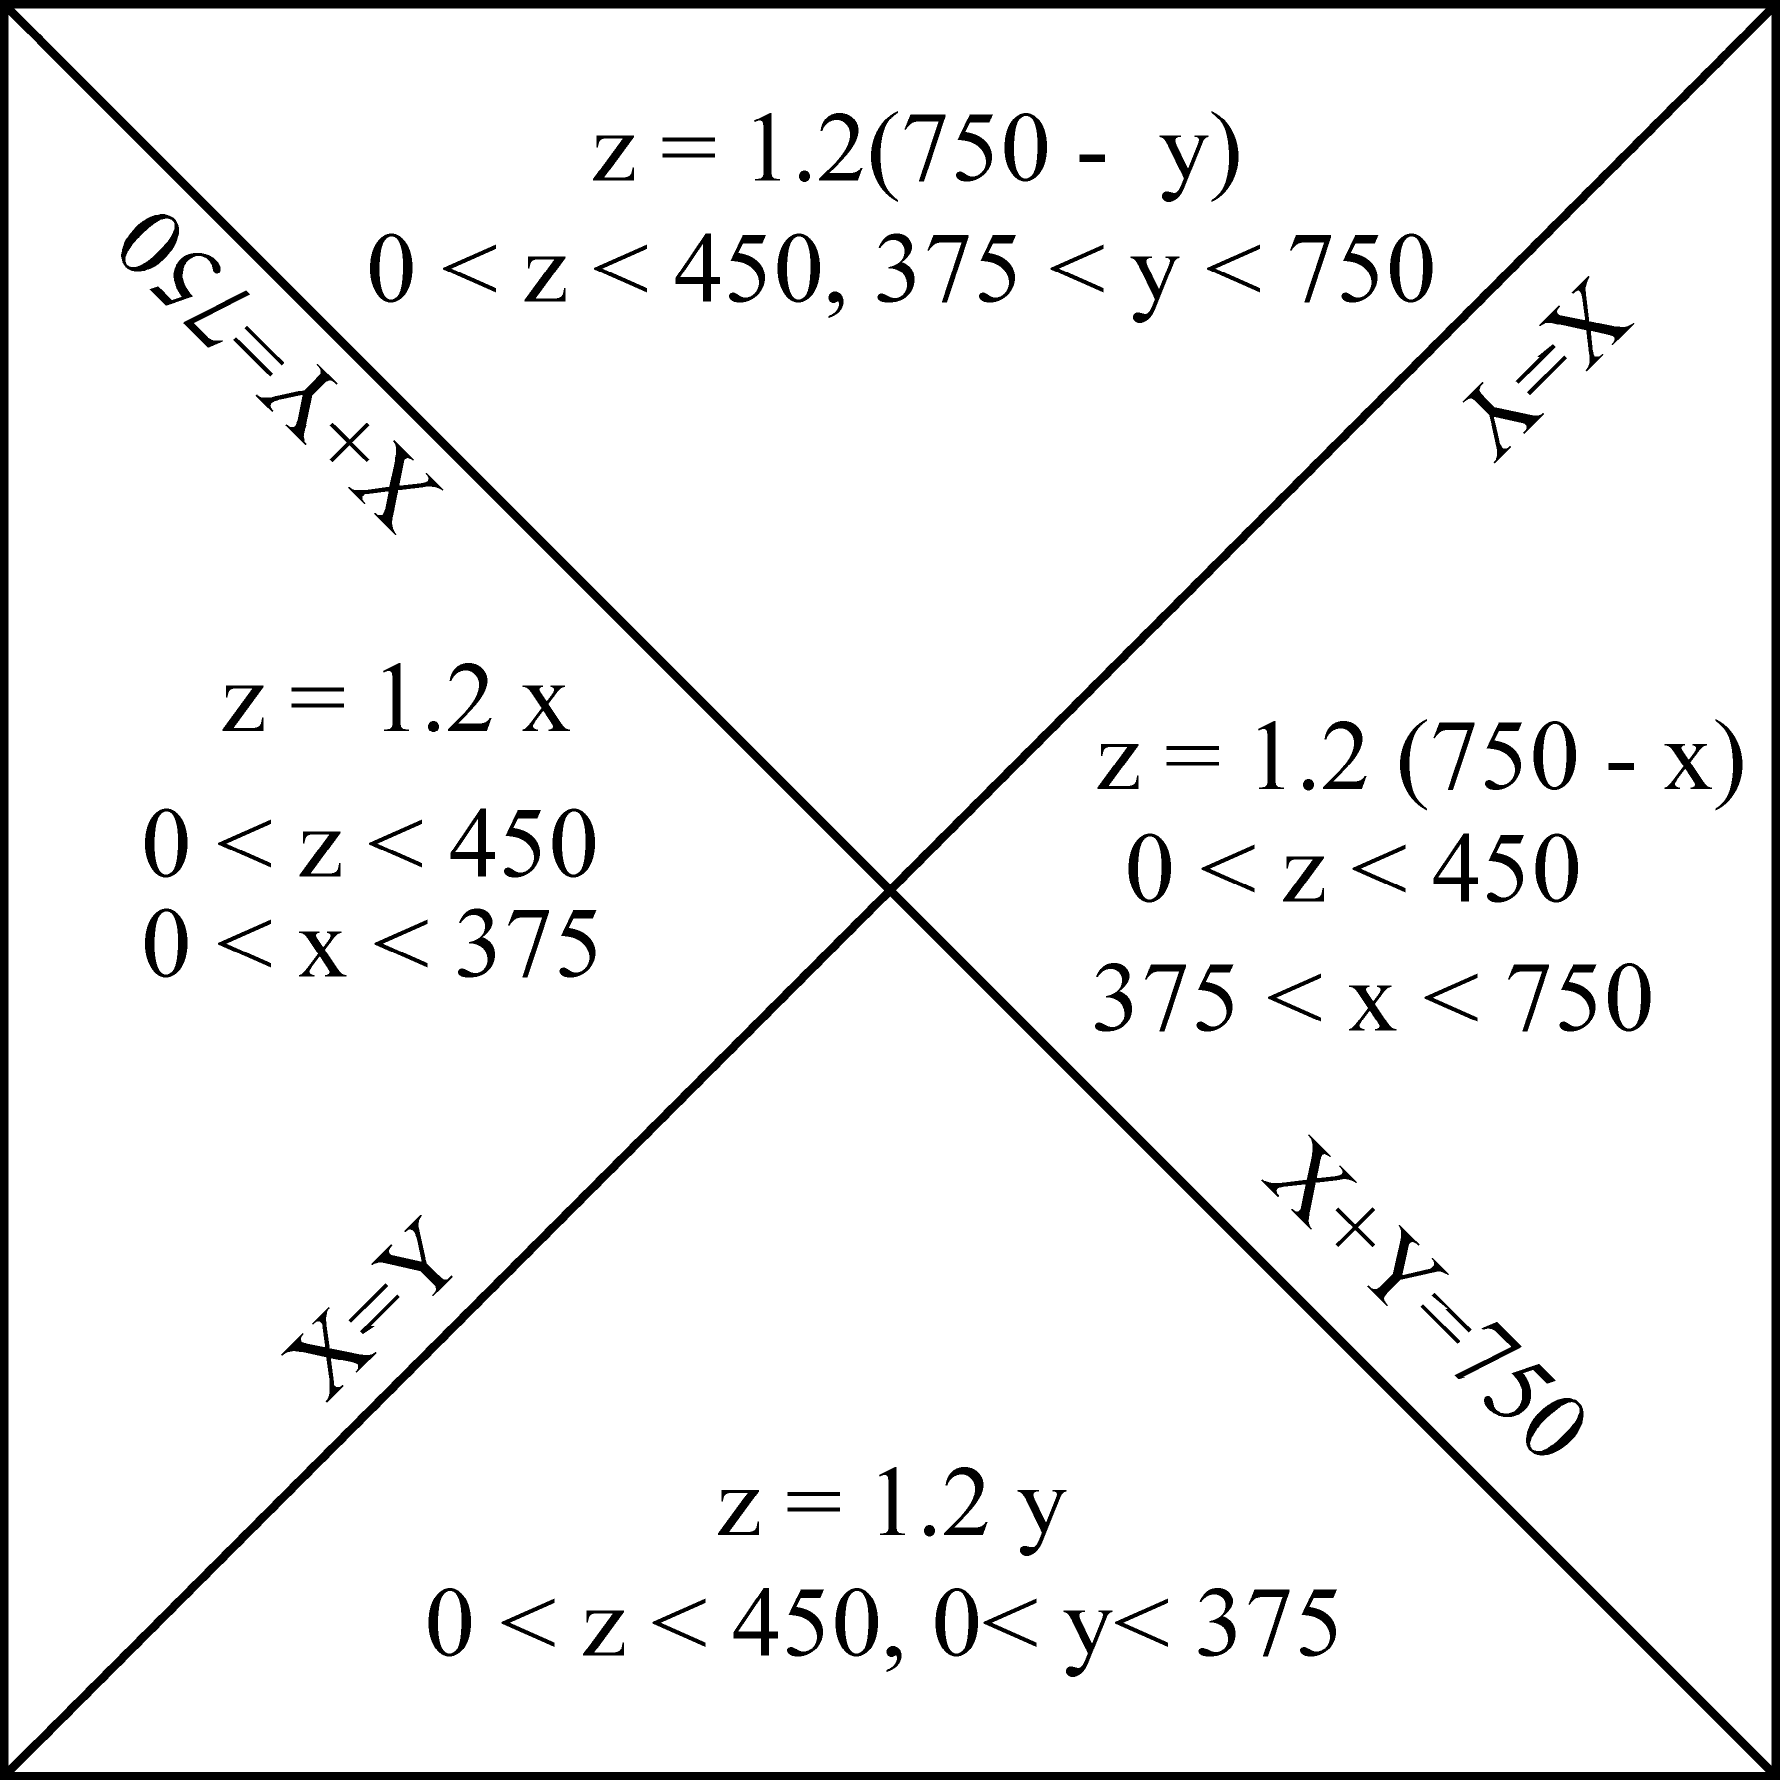 z = 1.2(750 - y)
0 < z < 450, 375 < y < 750
X+Y=750
Y=X
z = 1.2 x
0 < z < 450
0 < x < 375
z = 1.2 (750 - x)
0 < z < 450
375 < x < 750
X=Y
X+Y=750
z = 1.2 y
0 < z < 450, 0< y< 375